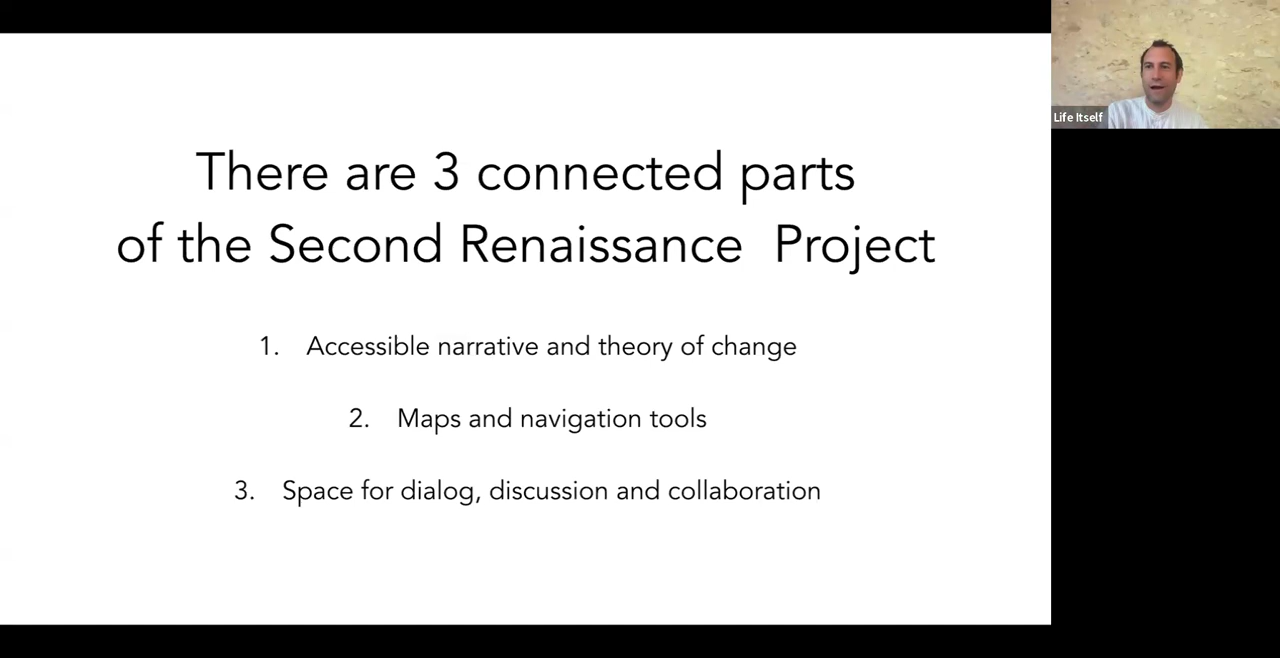 There are 3 connected parts
of the Second Renaissance  Project
1. Accessible narrative and theory of change
2. Maps and navigation tools
3. Space for dialog, discussion and collaboration
Life Itself